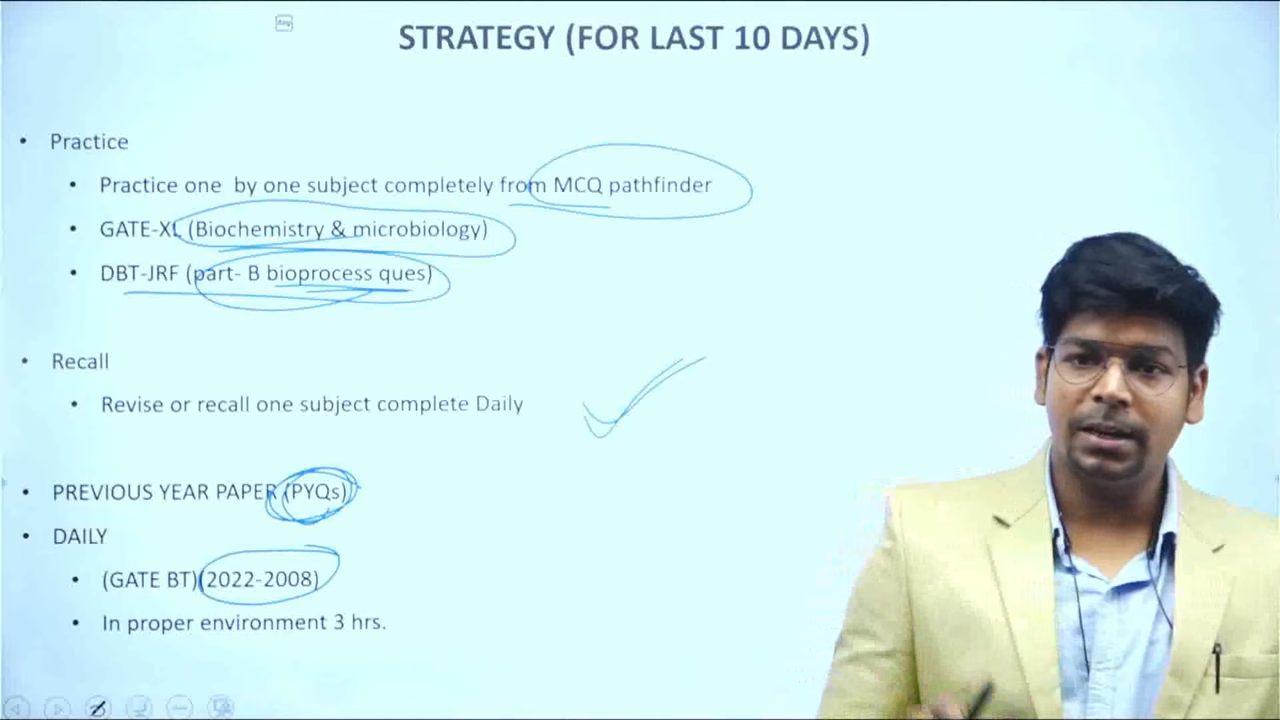 STRATEGY (FOR LAST 10 DAYS)
• Practice
• Practice one by one subject completely from MCQ pathfinder
• GATE-XL (Biochemistry & microbiology)
• DBT-JRF (part- B bioprocess ques)
• Recall
• Revise or recall one subject complete Daily
• PREVIOUS YEAR PAPER (PYQs)
• DAILY
• (GATE BT)(2022-2008)
• In proper environment 3 hrs.